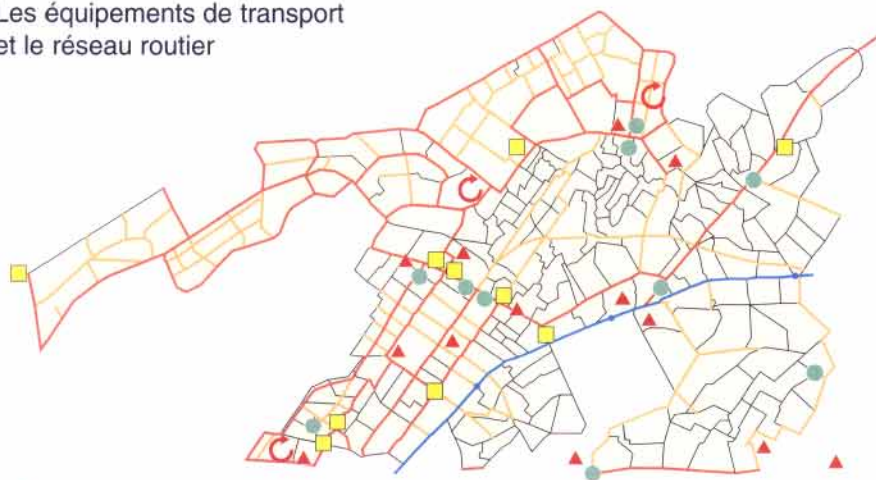 Les équipements de transport
et le réseau routier